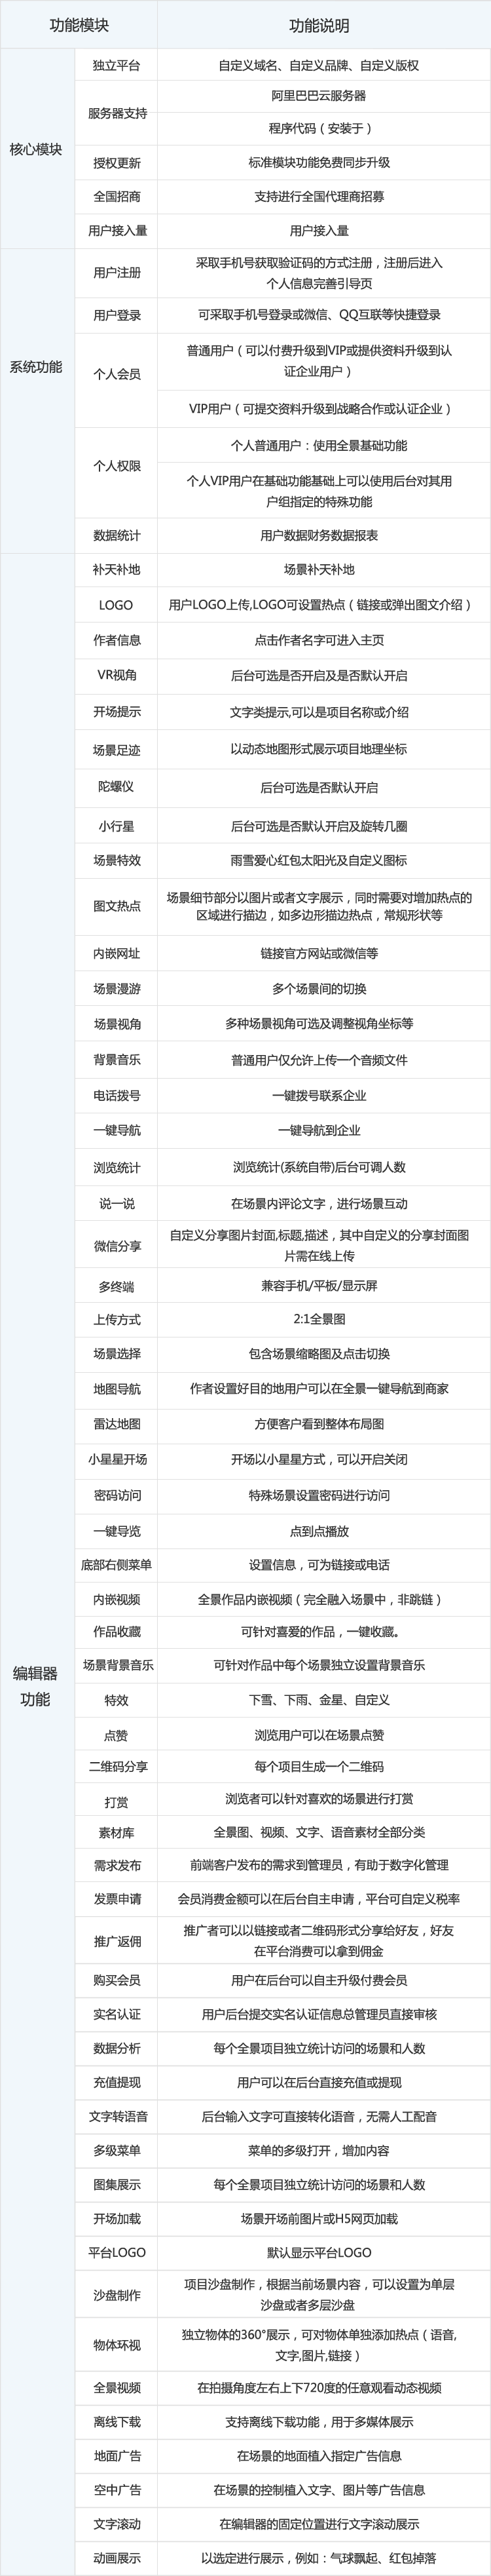 功能模块 功能说明
核心模块
独立平台 自定义域名、自定义品牌、自定义版权
服务器支持
阿里巴巴云服务器
程序代码（安装于）
授权更新 标准模块功能免费同步升级
全国招商 支持进行全国代理商招募
用户接入量 用户接入量
系统功能
用户注册
采取手机号获取验证码的方式注册，注册后进入
个人信息完善引导页
用户登录 可采取手机号登录或微信、QQ互联等快捷登录
个人会员
普通用户（可以付费升级到VIP或提供资料升级到认
证企业用户）
VIP用户（可提交资料升级到战略合作或认证企业）
个人权限
个人普通用户：使用全景基础功能
个人VIP用户在基础功能基础上可以使用后台对其用
户组指定的特殊功能
数据统计 用户数据财务数据报表
编辑器
功能
补天补地 场景补天补地
LOGO 用户LOGO上传,LOGO可设置热点（链接或弹出图文介绍）
作者信息 点击作者名字可进入主页
VR视角 后台可选是否开启及是否默认开启
开场提示 文字类提示,可以是项目名称或介绍
场景足迹 以动态地图形式展示项目地理坐标
陀螺仪 后台可选是否默认开启
小行星 后台可选是否默认开启及旋转几圈
场景特效 雨雪爱心红包太阳光及自定义图标
图文热点
场景细节部分以图片或者文字展示，同时需要对增加热点的
区域进行描边，如多边形描边热点，常规形状等
内嵌网址 链接官方网站或微信等
场景漫游 多个场景间的切换
场景视角 多种场景视角可选及调整视角坐标等
背景音乐 普通用户仅允许上传一个音频文件
电话拨号 一键拨号联系企业
一键导航 一键导航到企业
浏览统计 浏览统计(系统自带)后台可调人数
说一说 在场景内评论文字，进行场景互动
微信分享
自定义分享图片封面,标题,描述，其中自定义的分享封面图
片需在线上传
多终端 兼容手机/平板/显示屏
上传方式 2:1全景图
场景选择 包含场景缩略图及点击切换
地图导航 作者设置好目的地用户可以在全景一键导航到商家
雷达地图 方便客户看到整体布局图
小星星开场 开场以小星星方式，可以开启关闭
密码访问 特殊场景设置密码进行访问
一键导览 点到点播放
底部右侧菜单 设置信息，可为链接或电话
内嵌视频 全景作品内嵌视频（完全融入场景中，非跳链）
作品收藏 可针对喜爱的作品，一键收藏。
场景背景音乐 可针对作品中每个场景独立设置背景音乐
特效 下雪、下雨、金星、自定义
点赞 浏览用户可以在场景点赞
二维码分享 每个项目生成一个二维码
打赏 浏览者可以针对喜欢的场景进行打赏
素材库 全景图、视频、文字、语音素材全部分类
需求发布 前端客户发布的需求到管理员，有助于数字化管理
发票申请 会员消费金额可以在后台自主申请，平台可自定义税率
推广返佣
推广者可以以链接或者二维码形式分享给好友，好友
在平台消费可以拿到佣金
购买会员 用户在后台可以自主升级付费会员
实名认证 用户后台提交实名认证信息总管理员直接审核
数据分析 每个全景项目独立统计访问的场景和人数
充值提现 用户可以在后台直接充值或提现
文字转语音 后台输入文字可直接转化语音，无需人工配音
多级菜单 菜单的多级打开，增加内容
图集展示 每个全景项目独立统计访问的场景和人数
开场加载 场景开场前图片或H5网页加载
平台LOGO 默认显示平台LOGO
沙盘制作
项目沙盘制作，根据当前场景内容，可以设置为单层
沙盘或者多层沙盘
物体环视
独立物体的360°展示，可对物体单独添加热点（语音,
文字,图片,链接）
全景视频 在拍摄角度左右上下720度的任意观看动态视频
离线下载 支持离线下载功能，用于多媒体展示
地面广告 在场景的地面植入指定广告信息
空中广告 在场景的控制植入文字、图片等广告信息
文字滚动 在编辑器的固定位置进行文字滚动展示
动画展示 以选定进行展示，例如：气球飘起、红包掉落